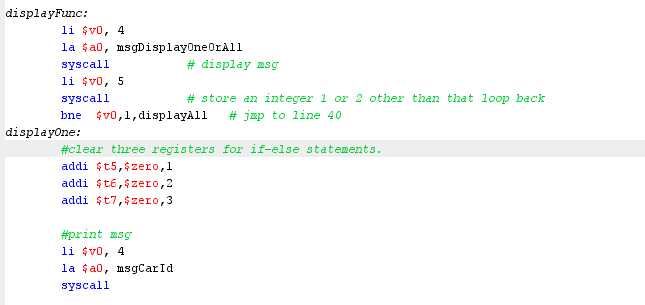 displayFunc:
li $v0, 4
la $a0, msgDisplayOneOrAll
syscall # display msg
li $v0, 5
syscall # store an integer 1 or 2 other than that loop back
bne $v0,1,displayAll # jmp to line 40
displayOne:
#clear three registers for if-else statements.
addi $t5,$zero,1
addi $t6,$zero,2
addi $t7,$zero,3
#print msg
li $v0, 4
la $a0, msgCarId
syscall